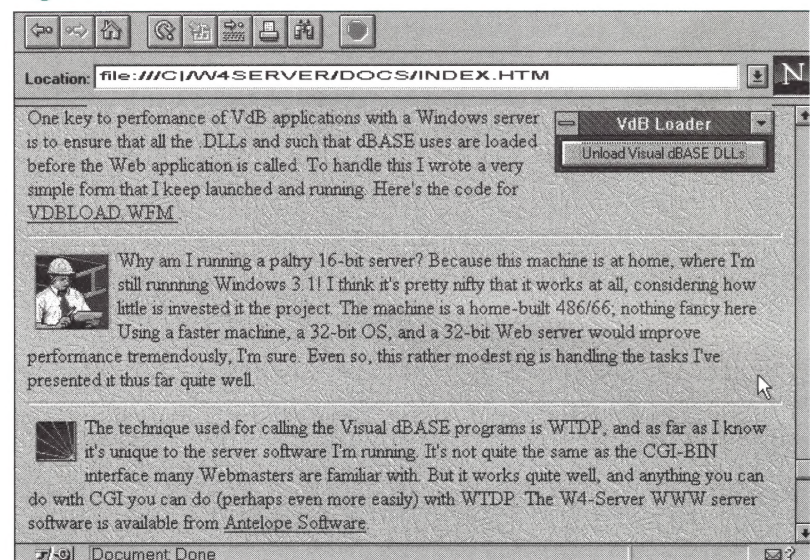 Location: file:///C|/W4SERVER/DOCS/INDEX.HTM
N
One key to perfomance of VdB applications with a Windows server
is to ensure that all the .DLLs and such that dBASE uses are loaded
before the Web application is called. To handle this I wrote a very
simple form that I keep launched and running. Here's the code for
VDBLOAD.WFM
VdB Loader
Unload Visual dBASE DLLs
Why am I running a paltry 16-bit server? Because this machine is at home, where I'm
still runnning Windows 3.1! I think it's pretty nifty that it works at all, considering how
little is invested it the project. The machine is a home-built 486/66; nothing fancy here.
Using a faster machine, a 32-bit OS, and a 32-bit Web server would improve
performance tremendously, I'm sure. Even so, this rather modest rig is handling the tasks I've
presented it thus far quite well.
The technique used for calling the Visual dBASE programs is WTDP, and as far as I know
it's unique to the server software I'm running. It's not quite the same as the CGI-BIN
interface many Webmasters are familiar with. But it works quite well, and anything you can
do with CGI you can do (perhaps even more easily) with WTDP. The W4-Server WWW server
software is available from Antelope Software.
Document Done